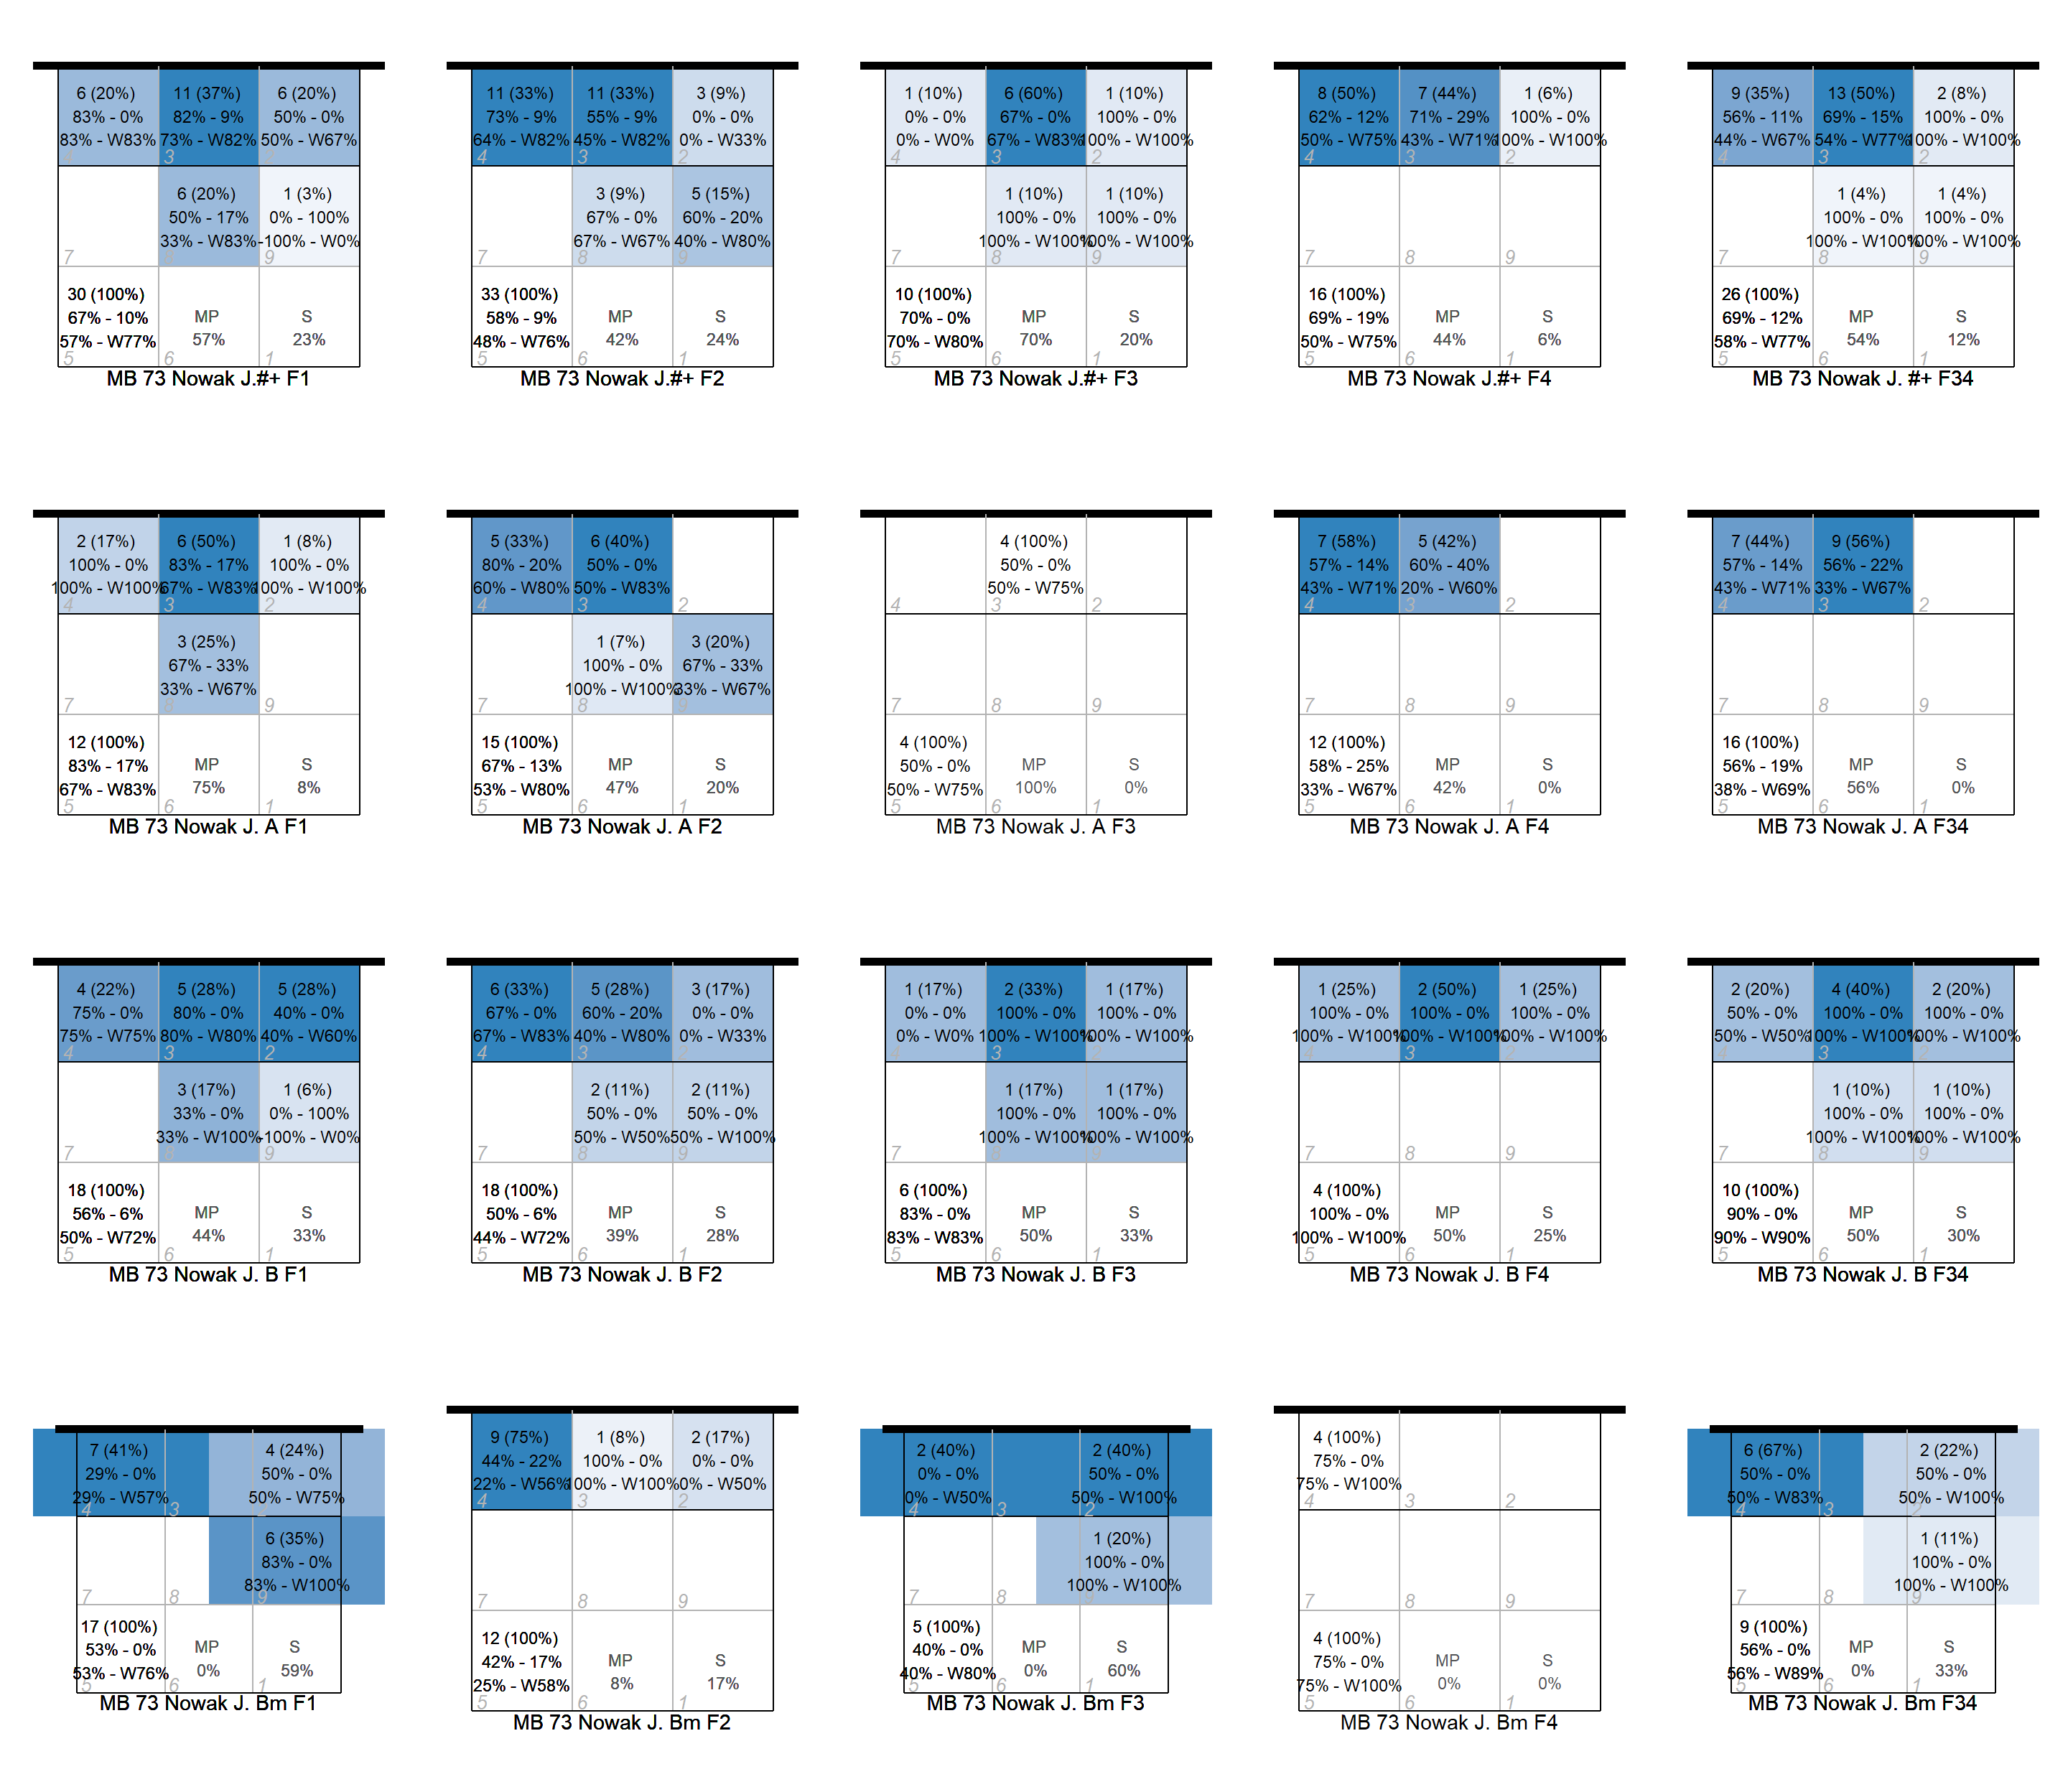 6 (20%)
83% - 0%
83% - W83%
11 (37%)
82% - 9%
73% - W82%
3
6 (20%)
50% - 0%
50% - W67%
7
6 (20%)
50% - 17%
33% - W83%
1 (3%)
0% - 100%
-100% - W0%
9
30 (100%)
67% - 10%
57% - W77%
5
MP
57%
6
S
23%
1
MB 73 Nowak J.#+ F1
11 (33%)
73% - 9%
64% - W82%
4
11 (33%)
55% - 9%
45% - W82%
3
3 (9%)
0% - 0%
0% - W33%
2
7
3 (9%)
67% - 0%
67% - W67%
8
5 (15%)
60% - 20%
40% - W80%
9
33 (100%)
58% - 9%
48% - W76%
5
MP
42%
6
S
24%
1
MB 73 Nowak J.#+ F2
1 (10%)
0% - 0%
0% - W0%
4
6 (60%)
67% - 0%
67% - W83%
3
1 (10%)
100% - 0%
100% - W100%
2
7
1 (10%)
100% - 0%
100% - W100%
8
1 (10%)
100% - 0%
100% - W100%
9
10 (100%)
70% - 0%
70% - W80%
5
MP
70%
6
S
20%
1
MB 73 Nowak J.#+ F3
8 (50%)
62% - 12%
50% - W75%
4
7 (44%)
71% - 29%
43% - W71%
3
1 (6%)
100% - 0%
100% - W100%
2
7
8
9
16 (100%)
69% - 19%
50% - W75%
5
MP
44%
6
S
6%
1
MB 73 Nowak J.#+ F4
9 (35%)
56% - 11%
44% - W67%
4
13 (50%)
69% - 15%
54% - W77%
3
2 (8%)
100% - 0%
100% - W100%
2
7
1 (4%)
100% - 0%
100% - W100%
8
1 (4%)
100% - 0%
100% - W100%
9
26 (100%)
69% - 12%
58% - W77%
5
MP
54%
6
S
12%
1
MB 73 Nowak J. #+ F34
2 (17%)
100% - 0%
100% - W100%
4
6 (50%)
83% - 17%
67% - W83%
3
1 (8%)
100% - 0%
100% - W100%
2
7
3 (25%)
67% - 33%
33% - W67%
8
9
12 (100%)
83% - 17%
67% - W83%
5
MP
75%
6
S
8%
1
MB 73 Nowak J. A F1
5 (33%)
80% - 20%
60% - W80%
4
6 (40%)
50% - 0%
50% - W83%
3
2
7
1 (7%)
100% - 0%
100% - W100%
8
3 (20%)
67% - 33%
33% - W67%
9
15 (100%)
67% - 13%
53% - W80%
5
MP
47%
6
S
20%
1
MB 73 Nowak J. A F2
4
4 (100%)
50% - 0%
50% - W75%
3
2
7
8
9
4 (100%)
50% - 0%
50% - W75%
5
MP
100%
6
S
0%
1
MB 73 Nowak J. A F3
7 (58%)
57% - 14%
43% - W71%
4
5 (42%)
60% - 40%
20% - W60%
3
2
7
8
9
12 (100%)
58% - 25%
33% - W67%
5
MP
42%
6
S
0%
1
MB 73 Nowak J. A F4
7 (44%)
57% - 14%
43% - W71%
4
9 (56%)
56% - 22%
33% - W67%
3
2
7
8
9
16 (100%)
56% - 19%
38% - W69%
5
MP
56%
6
S
0%
1
MB 73 Nowak J. A F34
4 (22%)
75% - 0%
75% - W75%
4
5 (28%)
80% - 0%
80% - W80%
3
5 (28%)
40% - 0%
40% - W60%
2
7
3 (17%)
33% - 0%
33% - W100%
8
1 (6%)
0% - 100%
-100% - W0%
9
18 (100%)
56% - 6%
50% - W72%
5
MP
44%
6
S
33%
1
MB 73 Nowak J. B F1
6 (33%)
67% - 0%
67% - W83%
4
5 (28%)
60% - 20%
40% - W80%
3
3 (17%)
0% - 0%
0% - W33%
2
7
2 (11%)
50% - 0%
50% - W50%
8
2 (11%)
50% - 0%
50% - W100%
9
18 (100%)
50% - 6%
44% - W72%
5
MP
39%
6
S
28%
1
MB 73 Nowak J. B F2
1 (17%)
0% - 0%
0% - W0%
4
2 (33%)
100% - 0%
100% - W100%
3
1 (17%)
100% - 0%
100% - W100%
2
7
1 (17%)
100% - 0%
100% - W100%
8
1 (17%)
100% - 0%
100% - W100%
9
6 (100%)
83% - 0%
83% - W83%
5
MP
50%
6
S
33%
1
MB 73 Nowak J. B F3
1 (25%)
100% - 0%
100% - W100%
4
2 (50%)
100% - 0%
100% - W100%
3
1 (25%)
100% - 0%
100% - W100%
2
7
8
9
4 (100%)
100% - 0%
100% - W100%
5
MP
50%
6
S
25%
1
MB 73 Nowak J. B F4
2 (20%)
50% - 0%
50% - W50%
4
4 (40%)
100% - 0%
100% - W100%
3
2 (20%)
100% - 0%
100% - W100%
2
7
1 (10%)
100% - 0%
100% - W100%
8
1 (10%)
100% - 0%
100% - W100%
9
10 (100%)
90% - 0%
90% - W90%
5
MP
50%
6
S
30%
1
MB 73 Nowak J. B F34
7 (41%)
29% - 0%
29% - W57%
4
3
4 (24%)
50% - 0%
50% - W75%
2
7
8
6 (35%)
83% - 0%
83% - W100%
9
17 (100%)
53% - 0%
53% - W76%
5
MP
0%
6
S
59%
1
MB 73 Nowak J. Bm F1
9 (75%)
44% - 22%
22% - W56%
4
1 (8%)
100% - 0%
100% - W100%
3
2 (17%)
0% - 0%
0% - W50%
2
7
8
9
12 (100%)
42% - 17%
25% - W58%
5
MP
8%
6
S
17%
1
MB 73 Nowak J. Bm F2
2 (40%)
0% - 0%
0% - W50%
4
3
2 (40%)
50% - 0%
50% - W100%
2
7
8
1 (20%)
100% - 0%
100% - W100%
9
5 (100%)
40% - 0%
40% - W80%
5
MP
0%
6
S
60%
1
MB 73 Nowak J. Bm F3
4 (100%)
75% - 0%
75% - W100%
4
3
2
7
8
9
4 (100%)
75% - 0%
75% - W100%
5
MP
0%
6
S
0%
1
MB 73 Nowak J. Bm F4
6 (67%)
50% - 0%
50% - W83%
4
3
2 (22%)
50% - 0%
50% - W100%
2
7
8
1 (11%)
100% - 0%
100% - W100%
9
9 (100%)
56% - 0%
56% - W89%
5
MP
0%
6
S
33%
1
MB 73 Nowak J. Bm F34